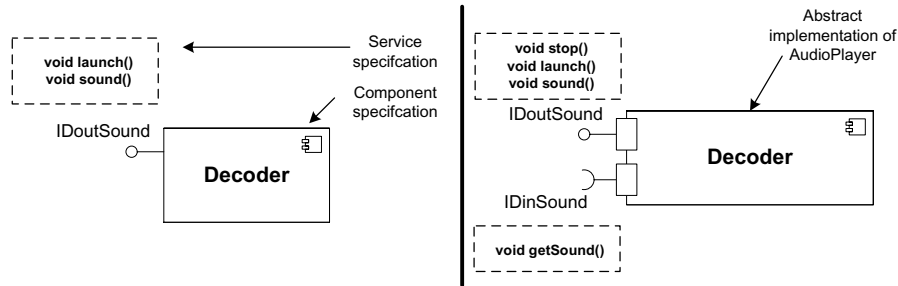 void launch()
void sound()
Service
specifcation
Component
specifcation
IDoutSound
Decoder
Abstract
implementation of
AudioPlayer
void stop()
void launch()
void sound()
IDoutSound
Decoder
IDinSound
void getSound()